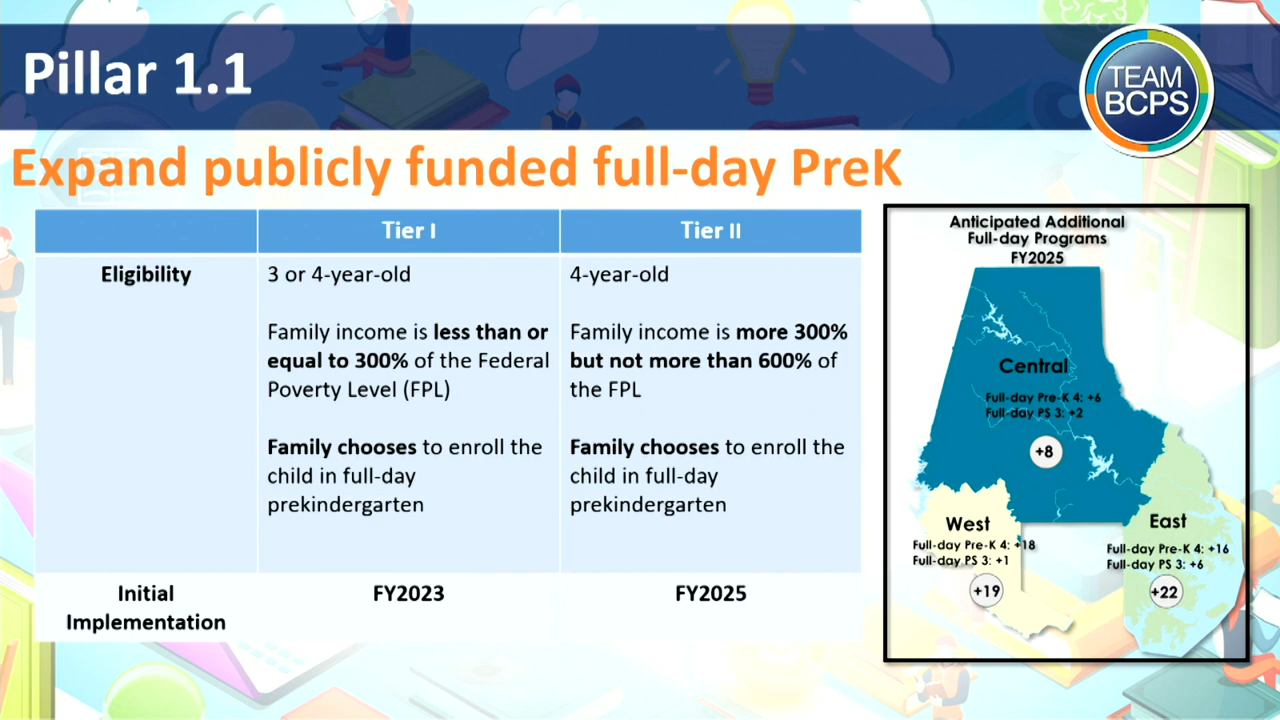 Pillar 1.1
TEAM
BCPS
Expand publicly funded full-day PreK
Tier I
Tier II
Eligibility
3 or 4-year-old
Family income is less than or
equal to 300% of the Federal
Poverty Level (FPL)
Family chooses to enroll the
child in full-day
prekindergarten
4-year-old
Family income is more 300%
but not more than 600% of
the FPL
Family chooses to enroll the
child in full-day
prekindergarten
Initial
Implementation
FY2023
FY2025
Anticipated Additional
Full-day Programs
FY2025
Central
Full-day Pre-K 4: +6
Full-day PS 3: +2
+8
West
Full-day Pre-K 4: +18
Full-day PS 3: +1
+19
East
Full-day Pre-K 4: +16
Full-day PS 3: +6
+22